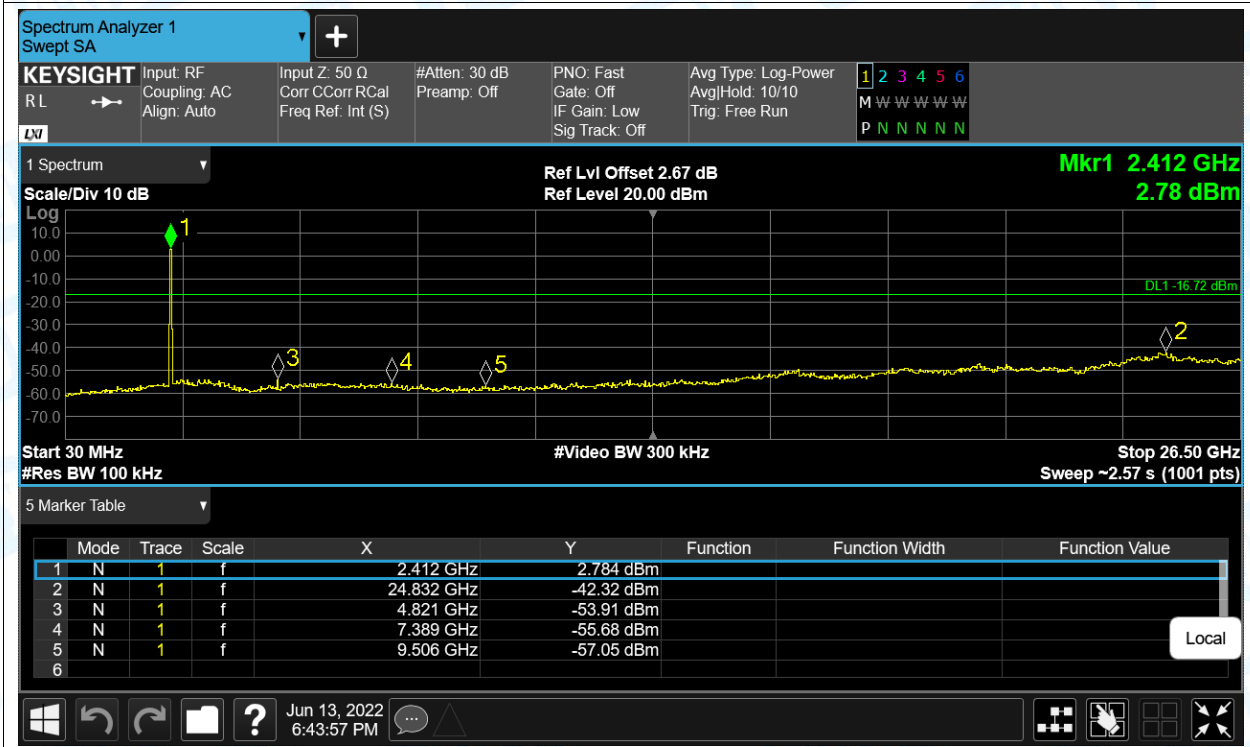 Spectrum Analyzer 1
Swept SA
KEYSIGHT
R L
LXI
Input: RF
Coupling: AC
Align: Auto
Input Z: 50 Ω
Corr CCorr RCal
Freq Ref: Int (S)
#Atten: 30 dB
Preamp: Off
PNO: Fast
Gate: Off
IF Gain: Low
Sig Track: Off
Avg Type: Log-Power
Avg|Hold: 10/10
Trig: Free Run
1 2 3 4 5 6
M W W W W W
P N N N N N
1 Spectrum
Scale/Div 10 dB
Ref Lvl Offset 2.67 dB
Ref Level 20.00 dBm
Mkr1 2.412 GHz
2.78 dBm
Log
10.0
0.00
-10.0
-20.0
-30.0
-40.0
-50.0
-60.0
-70.0
1
DL1 -16.72 dBm
2
3
4
5
Start 30 MHz
#Res BW 100 kHz
#Video BW 300 kHz
Stop 26.50 GHz
Sweep ~2.57 s (1001 pts)
5 Marker Table
Mode Trace Scale X Y Function Function Width Function Value
1 N 1 f 2.412 GHz 2.784 dBm
2 N 1 f 24.832 GHz -42.32 dBm
3 N 1 f 4.821 GHz -53.91 dBm
4 N 1 f 7.389 GHz -55.68 dBm
5 N 1 f 9.506 GHz -57.05 dBm
6
Local
?
Jun 13, 2022
6:43:57 PM